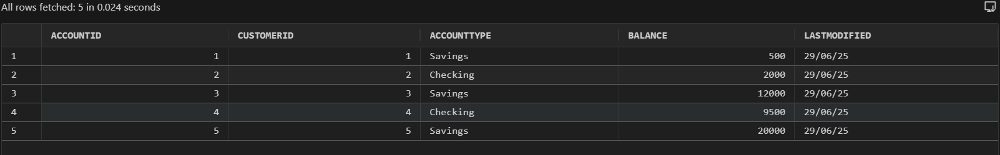 All rows fetched: 5 in 0.024 seconds
ACCOUNTID CUSTOMERID ACCOUNTTYPE BALANCE LASTMODIFIED
1 1 1 Savings 500 29/06/25
2 2 2 Checking 2000 29/06/25
3 3 3 Savings 12000 29/06/25
4 4 4 Checking 9500 29/06/25
5 5 5 Savings 20000 29/06/25